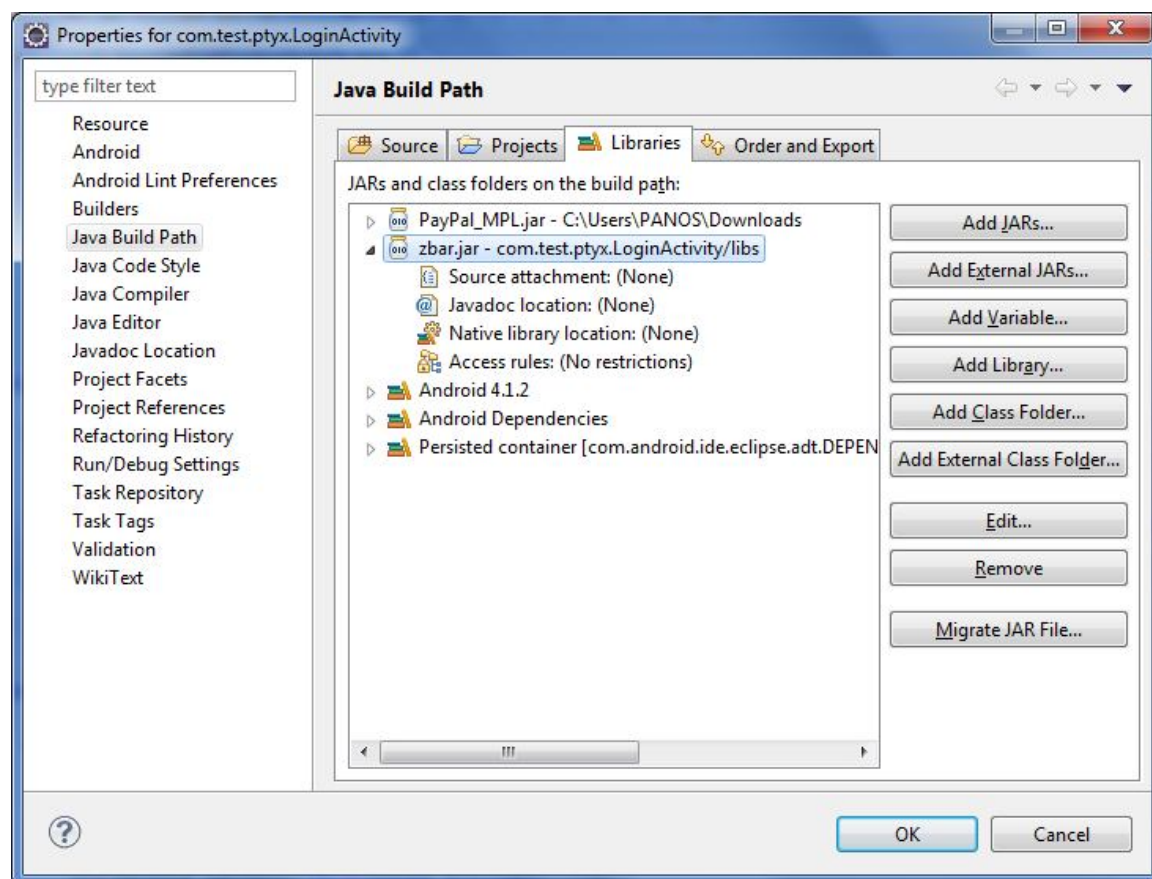 Properties for com.test.ptyx.LoginActivity
type filter text
Resource
Android
Android Lint Preferences
Builders
Java Build Path
Java Code Style
Java Compiler
Java Editor
Javadoc Location
Project Facets
Project References
Refactoring History
Run/Debug Settings
Task Repository
Task Tags
Validation
WikiText
Java Build Path
Source Projects Libraries Order and Export
JARs and class folders on the build path:
PayPal_MPL.jar - C:\Users\PANOS\Downloads
zbar.jar - com.test.ptyx.LoginActivity/libs
Source attachment: (None)
Javadoc location: (None)
Native library location: (None)
Access rules: (No restrictions)
Android 4.1.2
Android Dependencies
Persisted container [com.android.ide.eclipse.adt.DEPEN
Add JARs...
Add External JARs...
Add Variable...
Add Library...
Add Class Folder...
Add External Class Folder...
Edit...
Remove
Migrate JAR File...
OK
Cancel